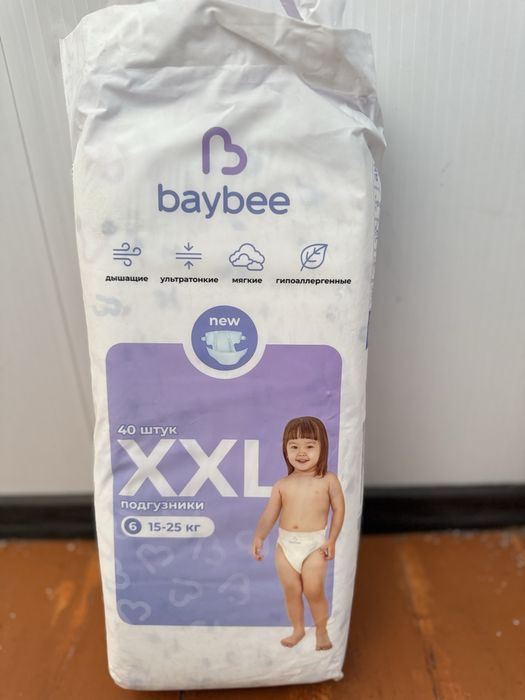 baybee
дышащие ультратонкие мягкие гипоаллергенные
new
40 штук
XXL
подгузники
6 15-25 кг